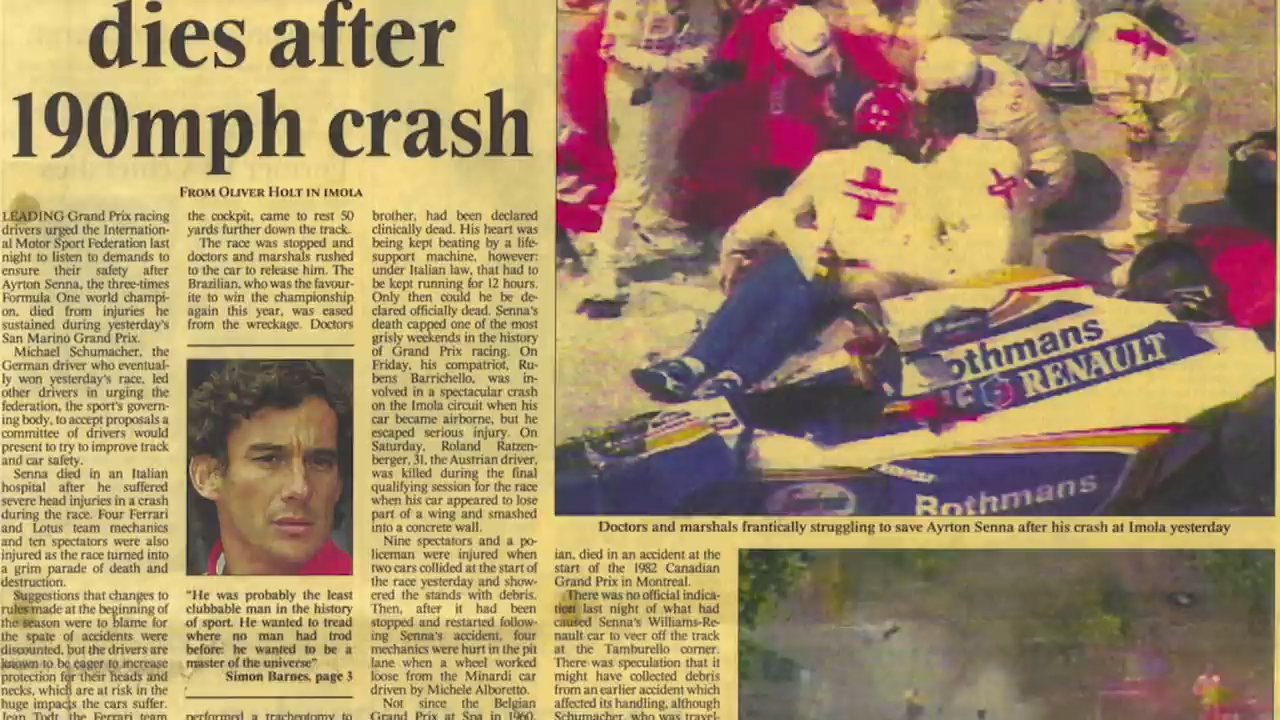 dies after
190mph crash
FROM OLIVER HOLT IN IMOLA
LEADING Grand Prix racing
drivers urged the Internation-
al Motor Sport Federation last
night to listen to demands to
ensure their safety after
Ayrton Senna, the three-times
Formula One world champi-
on, died from injuries he
sustained during yesterday's
San Marino Grand Prix.
Michael Schumacher, the
German driver who eventual-
ly won yesterday's race, led
other drivers in urging the
federation, the sport's govern-
ing body, to accept proposals a
committee of drivers would
present to try to improve track
and car safety.
Senna died in an Italian
hospital after he suffered
severe head injuries in a crash
during the race. Four Ferrari
and Lotus team mechanics
and ten spectators were also
injured as the race turned into
a grim parade of death and
destruction.
Suggestions that changes to
rules made at the beginning of
the season were to blame for
the spate of accidents were
discounted, but the drivers are
known to be eager to increase
protection for their heads and
necks, which are at risk in the
huge impacts the cars suffer.
Jean Todt, the Ferrari team
the cockpit, came to rest 50
yards further down the track.
The race was stopped and
doctors and marshals rushed
to the car to release him. The
Brazilian, who was the favour-
ite to win the championship
again this year, was eased
from the wreckage. Doctors
"He was probably the least
clubbable man in the history
of sport. He wanted to tread
where no man had trod
before: he wanted to be a
master of the universe"
Simon Barnes, page 3
performed a tracheotomy to
brother, had been declared
clinically dead. His heart was
being kept beating by a life-
support machine, however:
under Italian law, that had to
be kept running for 12 hours.
Only then could he be de-
clared officially dead. Senna's
death capped one of the most
grisly weekends in the history
of Grand Prix racing. On
Friday, his compatriot, Ru-
bens Barrichello, was in-
volved in a spectacular crash
on the Imola circuit when his
car became airborne, but he
escaped serious injury. On
Saturday, Roland Ratzen-
berger, 31, the Austrian driver,
was killed during the final
qualifying session for the race
when his car appeared to lose
part of a wing and smashed
into a concrete wall.
Nine spectators and a po-
liceman were injured when
two cars collided at the start of
the race yesterday and show-
ered the stands with debris.
Then, after it had been
stopped and restarted follow-
ing Senna's accident, four
mechanics were hurt in the pit
lane when a wheel worked
loose from the Minardi car
driven by Michele Alboretto.
Not since the Belgian
Grand Prix at Spa in 1960,
othmans
RENAULT
Rothmans
Doctors and marshals frantically struggling to save Ayrton Senna after his crash at Imola yesterday
ian, died in an accident at the
start of the 1982 Canadian
Grand Prix in Montreal.
There was no official indica-
tion last night of what had
caused Senna's Williams-Re-
nault car to veer off the track
at the Tamburello corner.
There was speculation that it
might have collected debris
from an earlier accident which
affected its handling, although
Schumacher, who was travel-